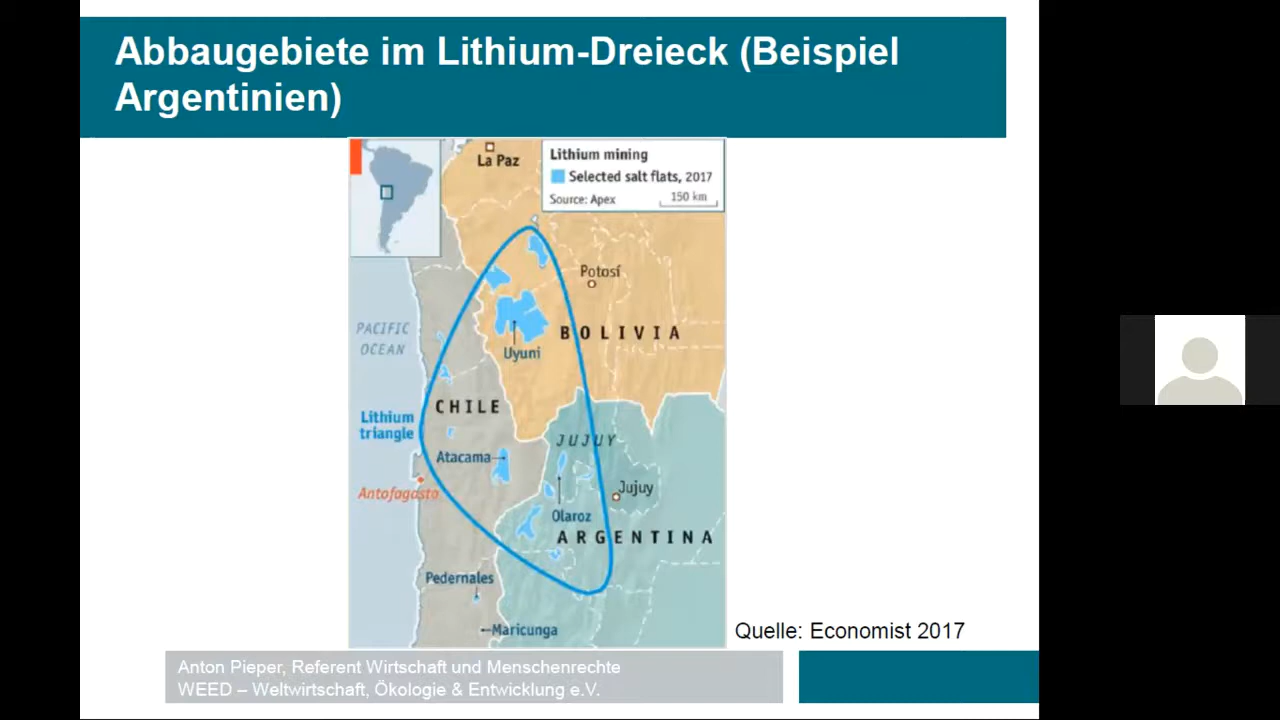 Abbaugebiete im Lithium-Dreieck (Beispiel
Argentinien)
La Paz
Lithium mining
Selected salt flats, 2017
Source: Apex
150 km
Potosí
PACIFIC
OCEAN
BOLIVIA
Uyuni
CHILE
Lithium
triangle
JUJUY
Atacama
Antofagasta
Jujuy
Olaroz
ARGENTINA
Pedernales
Maricunga
Quelle: Economist 2017
Anton Pieper, Referent Wirtschaft und Menschenrechte
WEED – Weltwirtschaft, Ökologie & Entwicklung e.V.